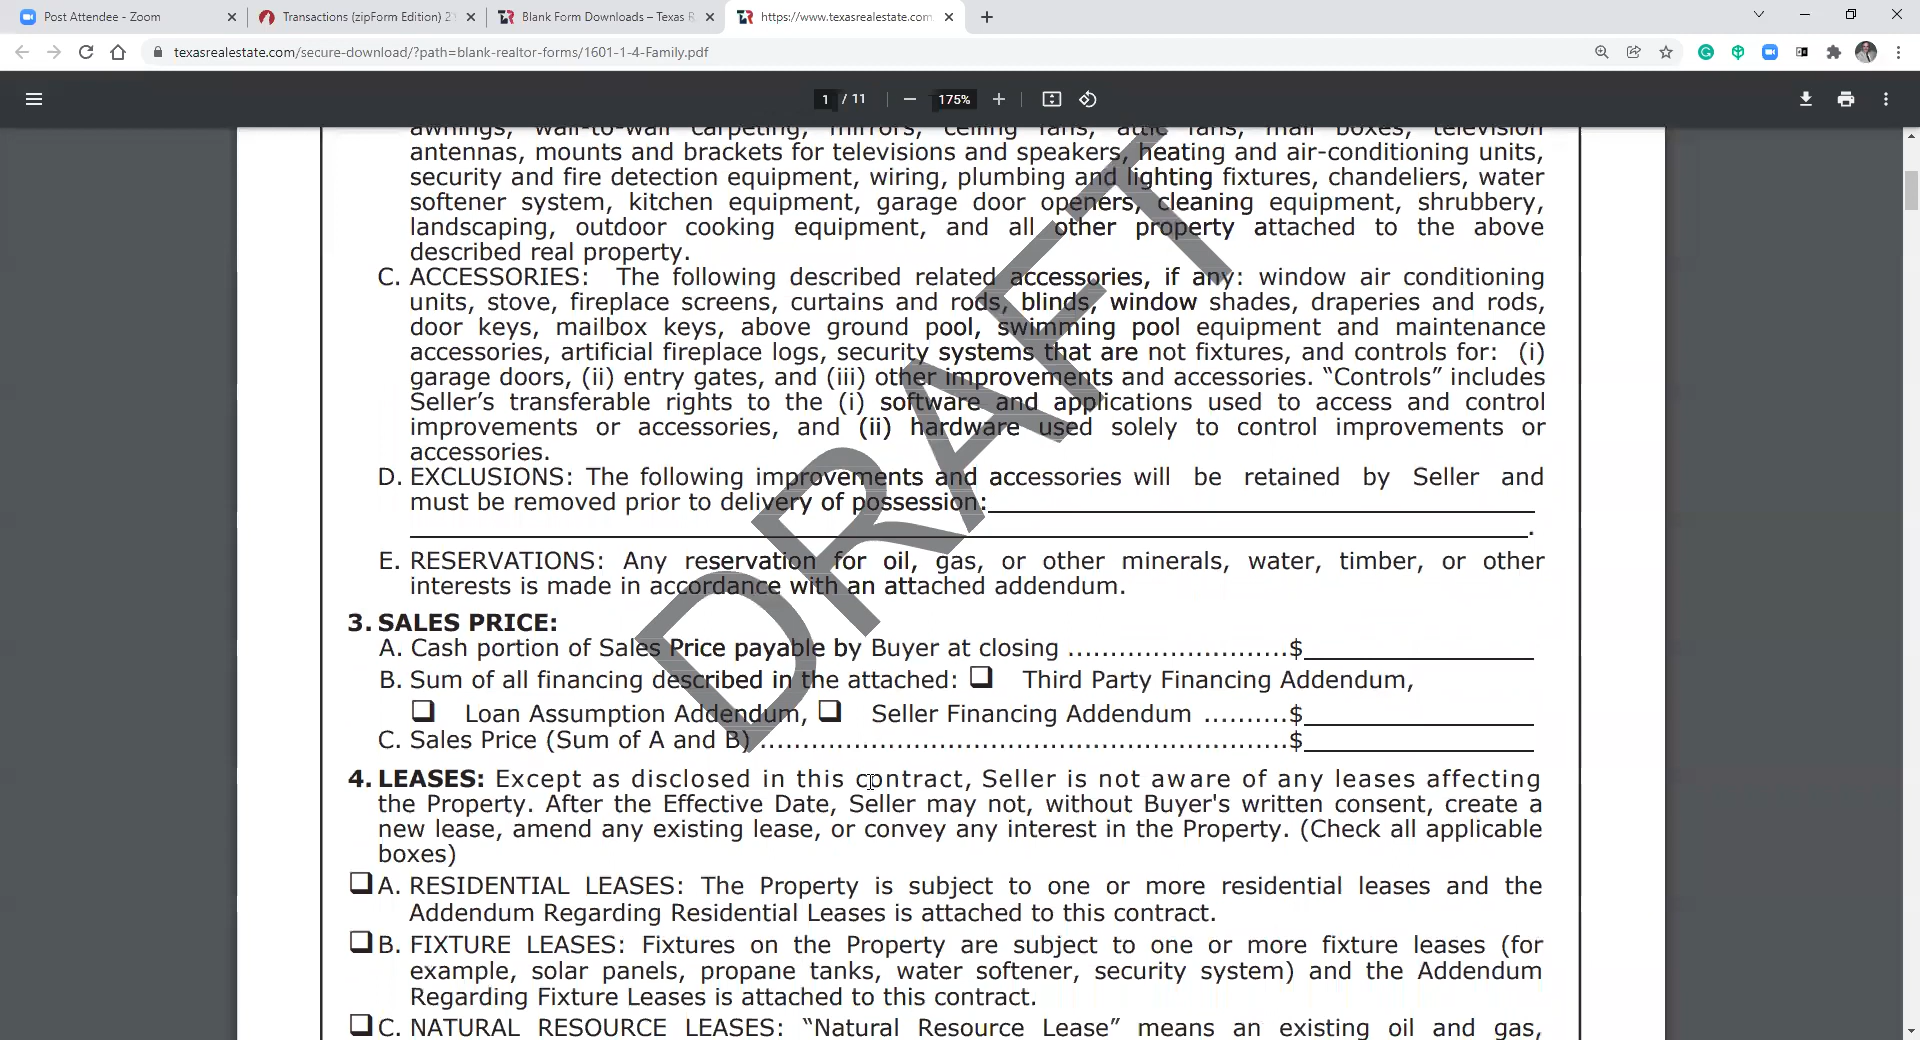 Post Attendee - Zoom
Transactions (zipForm Edition) 2
Blank Form Downloads – Texas R
https://www.texasrealestate.com
texasrealestate.com/secure-download/?path=blank-realtor-forms/1601-1-4-Family.pdf
1 / 11
175%
awnings, wall-to-wall carpeting, mirrors, ceiling fans, attic fans, mail boxes, television
antennas, mounts and brackets for televisions and speakers, heating and air-conditioning units,
security and fire detection equipment, wiring, plumbing and lighting fixtures, chandeliers, water
softener system, kitchen equipment, garage door openers, cleaning equipment, shrubbery,
landscaping, outdoor cooking equipment, and all other property attached to the above
described real property.
C. ACCESSORIES: The following described related accessories, if any: window air conditioning
units, stove, fireplace screens, curtains and rods, blinds, window shades, draperies and rods,
door keys, mailbox keys, above ground pool, swimming pool equipment and maintenance
accessories, artificial fireplace logs, security systems that are not fixtures, and controls for: (i)
garage doors, (ii) entry gates, and (iii) other improvements and accessories. “Controls” includes
Seller’s transferable rights to the (i) software and applications used to access and control
improvements or accessories, and (ii) hardware used solely to control improvements or
accessories.
D. EXCLUSIONS: The following improvements and accessories will be retained by Seller and
must be removed prior to delivery of possession:____________
____________.
E. RESERVATIONS: Any reservation for oil, gas, or other minerals, water, timber, or other
interests is made in accordance with an attached addendum.
3. SALES PRICE:
A. Cash portion of Sales Price payable by Buyer at closing ..........................$____________
B. Sum of all financing described in the attached: ❑ Third Party Financing Addendum,
❑ Loan Assumption Addendum, ❑ Seller Financing Addendum ..........$____________
C. Sales Price (Sum of A and B) ..............................................................$____________
4. LEASES: Except as disclosed in this contract, Seller is not aware of any leases affecting
the Property. After the Effective Date, Seller may not, without Buyer's written consent, create a
new lease, amend any existing lease, or convey any interest in the Property. (Check all applicable
boxes)
❑ A. RESIDENTIAL LEASES: The Property is subject to one or more residential leases and the
Addendum Regarding Residential Leases is attached to this contract.
❑ B. FIXTURE LEASES: Fixtures on the Property are subject to one or more fixture leases (for
example, solar panels, propane tanks, water softener, security system) and the Addendum
Regarding Fixture Leases is attached to this contract.
❑ C. NATURAL RESOURCE LEASES: “Natural Resource Lease” means an existing oil and gas,
DRAFT